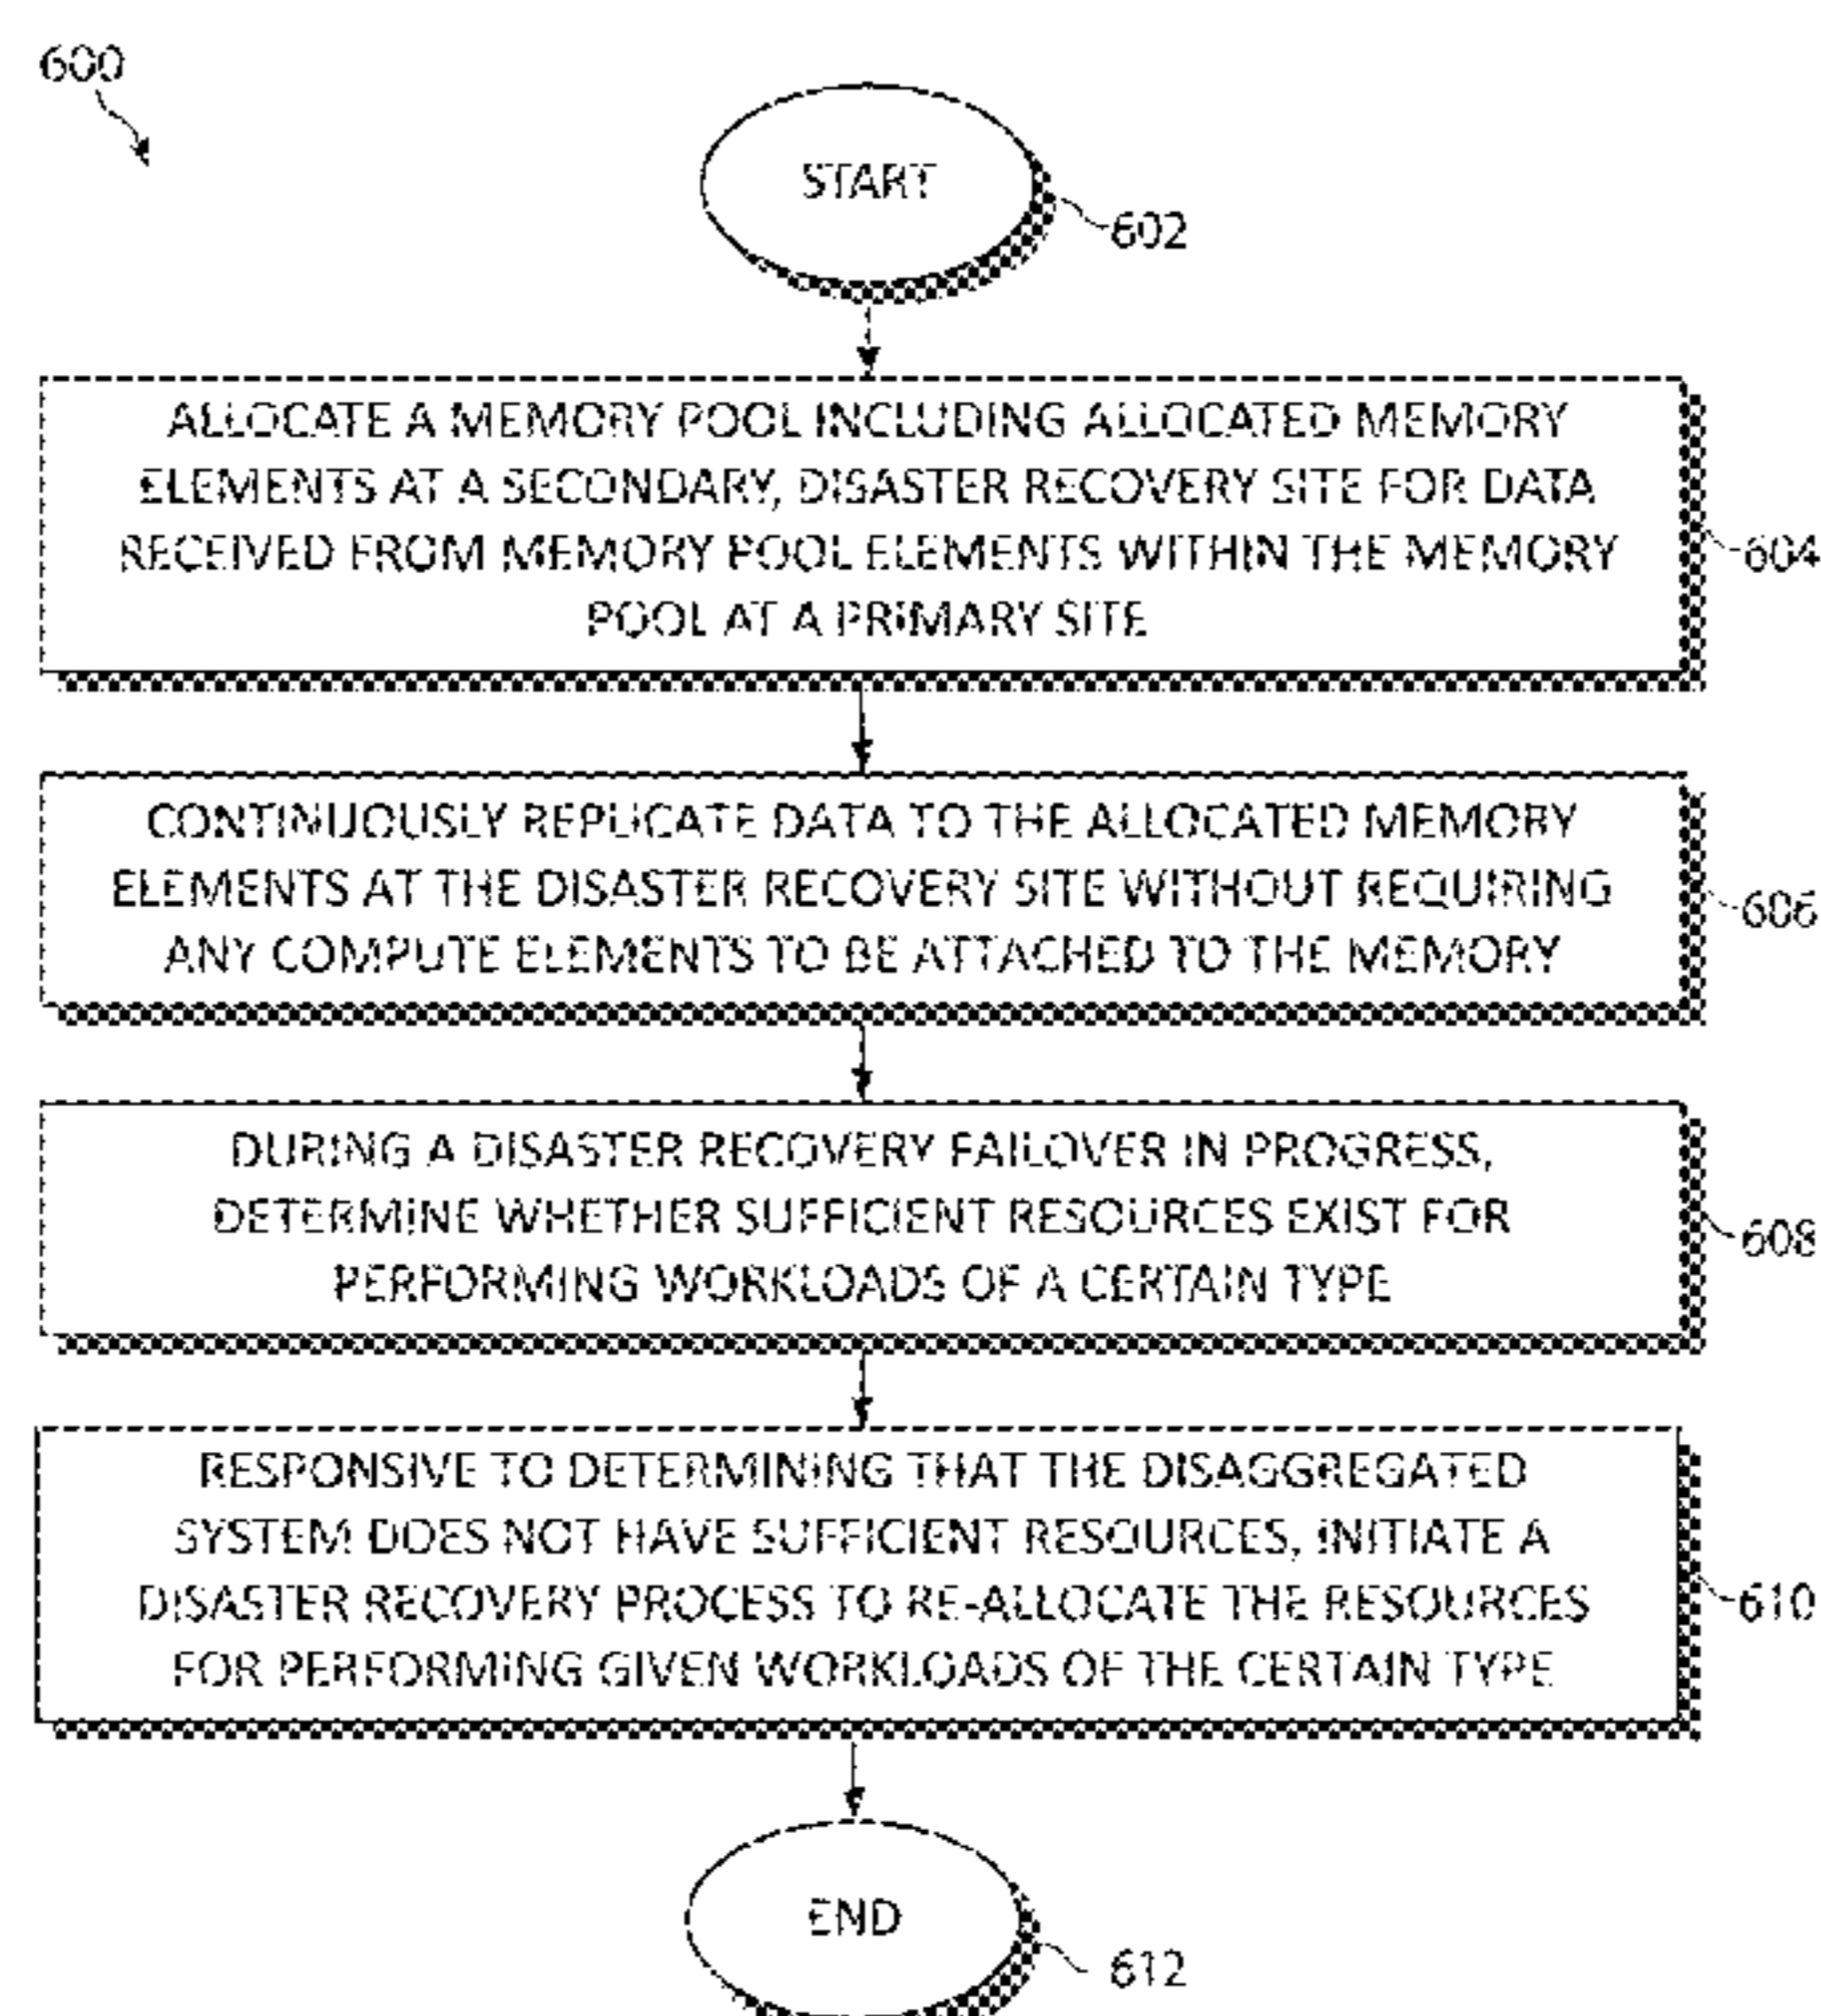 600
START
602
ALLOCATE A MEMORY POOL INCLUDING ALLOCATED MEMORY
ELEMENTS AT A SECONDARY, DISASTER RECOVERY SITE FOR DATA
RECEIVED FROM MEMORY POOL ELEMENTS WITHIN THE MEMORY
POOL AT A PRIMARY SITE
604
CONTINUOUSLY REPLICATE DATA TO THE ALLOCATED MEMORY
ELEMENTS AT THE DISASTER RECOVERY SITE WITHOUT REQUIRING
ANY COMPUTE ELEMENTS TO BE ATTACHED TO THE MEMORY
606
DURING A DISASTER RECOVERY FAILOVER IN PROGRESS,
DETERMINE WHETHER SUFFICIENT RESOURCES EXIST FOR
PERFORMING WORKLOADS OF A CERTAIN TYPE
608
RESPONSIVE TO DETERMINING THAT THE DISAGGREGATED
SYSTEM DOES NOT HAVE SUFFICIENT RESOURCES, INITIATE A
DISASTER RECOVERY PROCESS TO RE-ALLOCATE THE RESOURCES
FOR PERFORMING GIVEN WORKLOADS OF THE CERTAIN TYPE
610
END
612